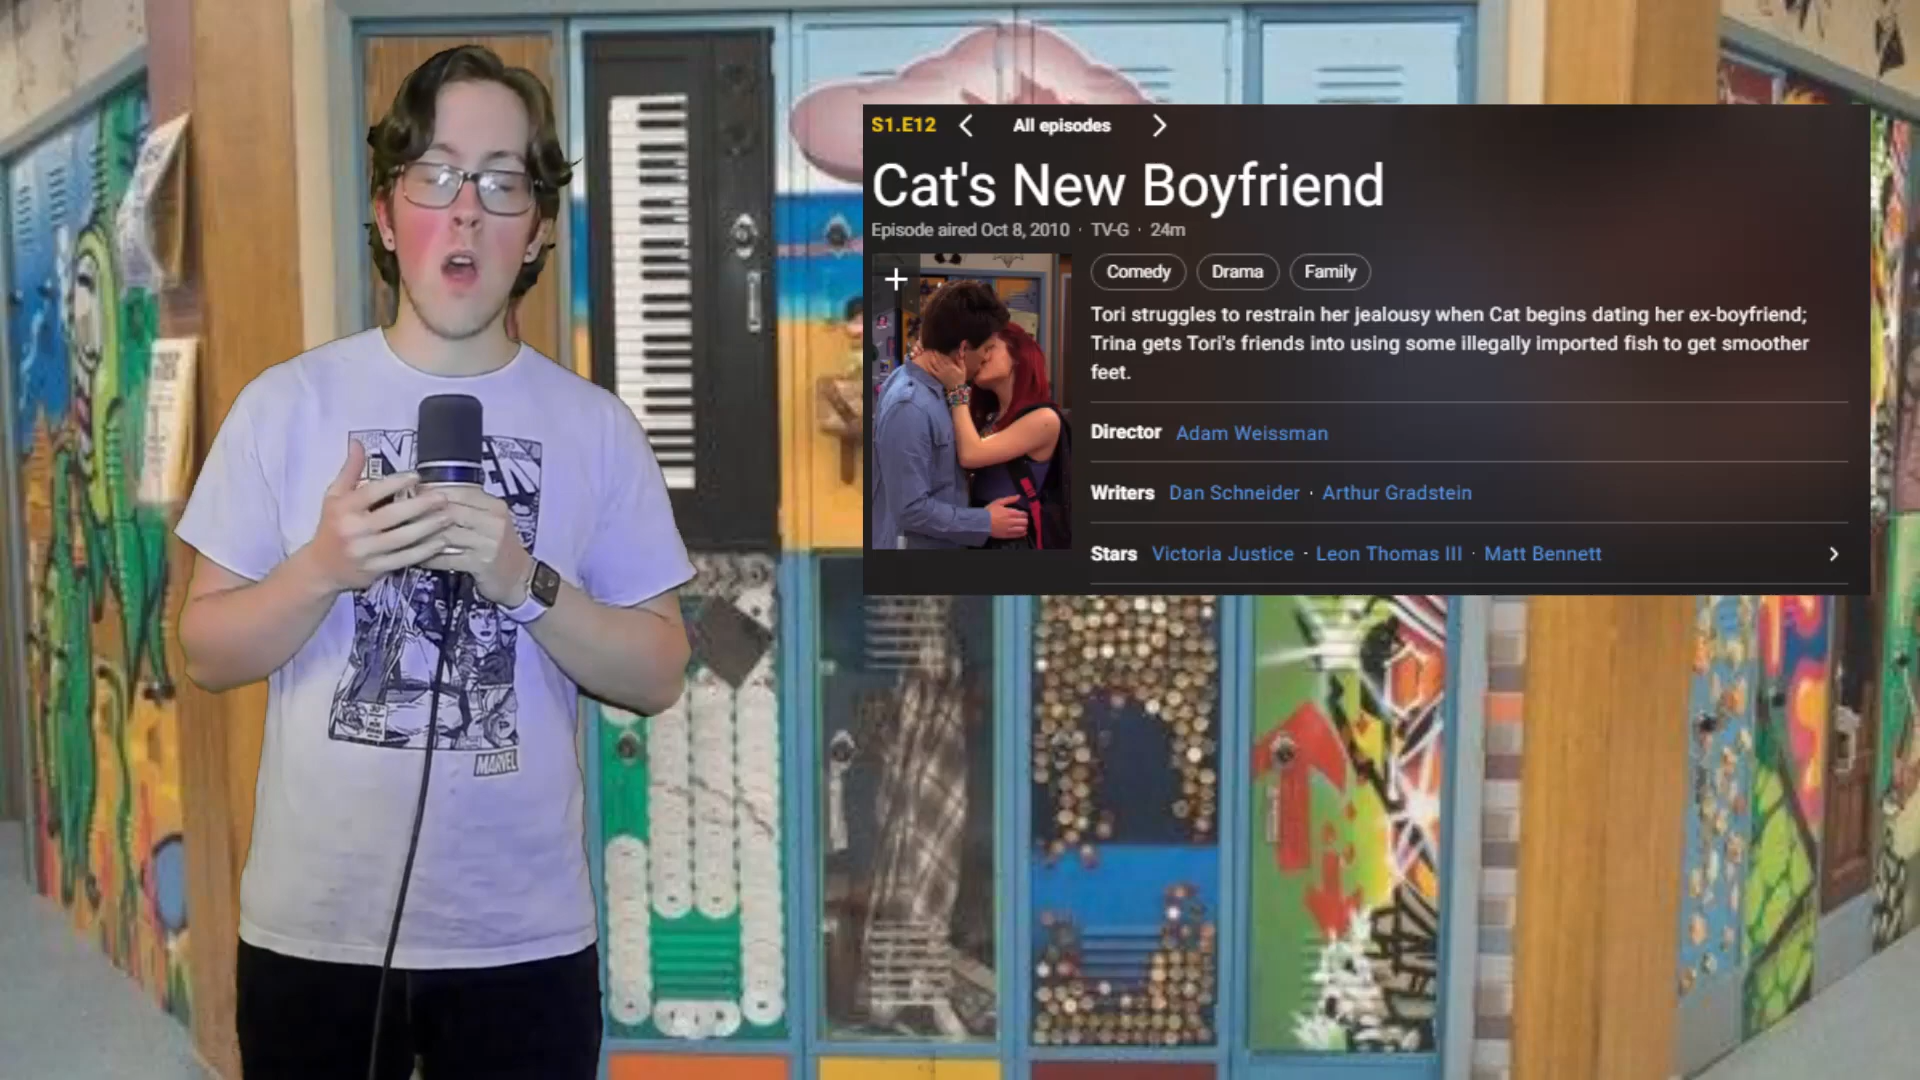 S1.E12 All episodes
Cat's New Boyfriend
Episode aired Oct 8, 2010 · TV-G · 24m
Comedy Drama Family
Tori struggles to restrain her jealousy when Cat begins dating her ex-boyfriend;
Trina gets Tori's friends into using some illegally imported fish to get smoother
feet.
Director Adam Weissman
Writers Dan Schneider · Arthur Gradstein
Stars Victoria Justice · Leon Thomas III · Matt Bennett
MARVEL